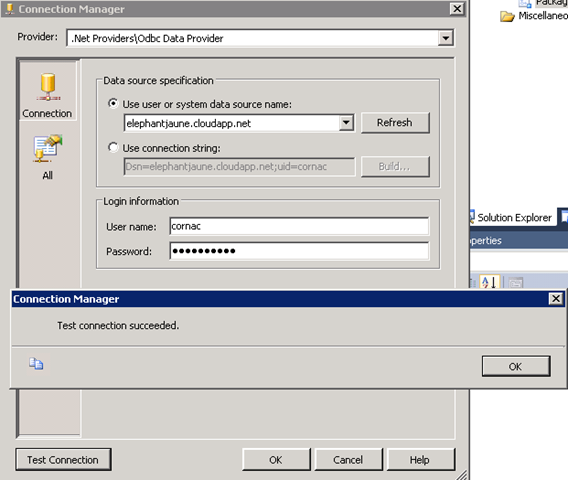 Connection Manager
Packag
Miscellaneo
Provider: .Net Providers\Odbc Data Provider
Connection
All
Data source specification
Use user or system data source name:
elephantjaune.cloudapp.net Refresh
Use connection string:
Dsn=elephantjaune.cloudapp.net;uid=cornac Build...
Login information
User name: cornac
Password: ●●●●●●●●●●
Solution Explorer
operties
Connection Manager
Test connection succeeded.
OK
Test Connection OK Cancel Help